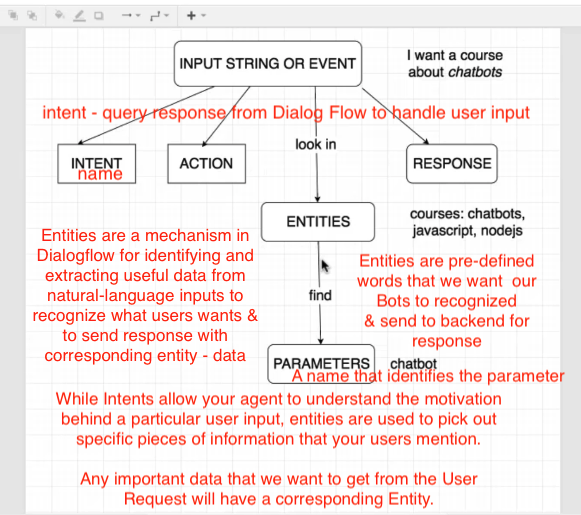 INPUT STRING OR EVENT
I want a course
about chatbots
intent - query response from Dialog Flow to handle user input
look in
INTENT
name
ACTION
RESPONSE
ENTITIES
courses: chatbots,
javascript, nodejs
Entities are a mechanism in
Dialogflow for identifying and
extracting useful data from
natural-language inputs to
recognize what users wants &
to send response with
corresponding entity - data
Entities are pre-defined
words that we want our
Bots to recognized
& send to backend for
response
find
PARAMETERS
chatbot
A name that identifies the parameter
While Intents allow your agent to understand the motivation
behind a particular user input, entities are used to pick out
specific pieces of information that your users mention.
Any important data that we want to get from the User
Request will have a corresponding Entity.